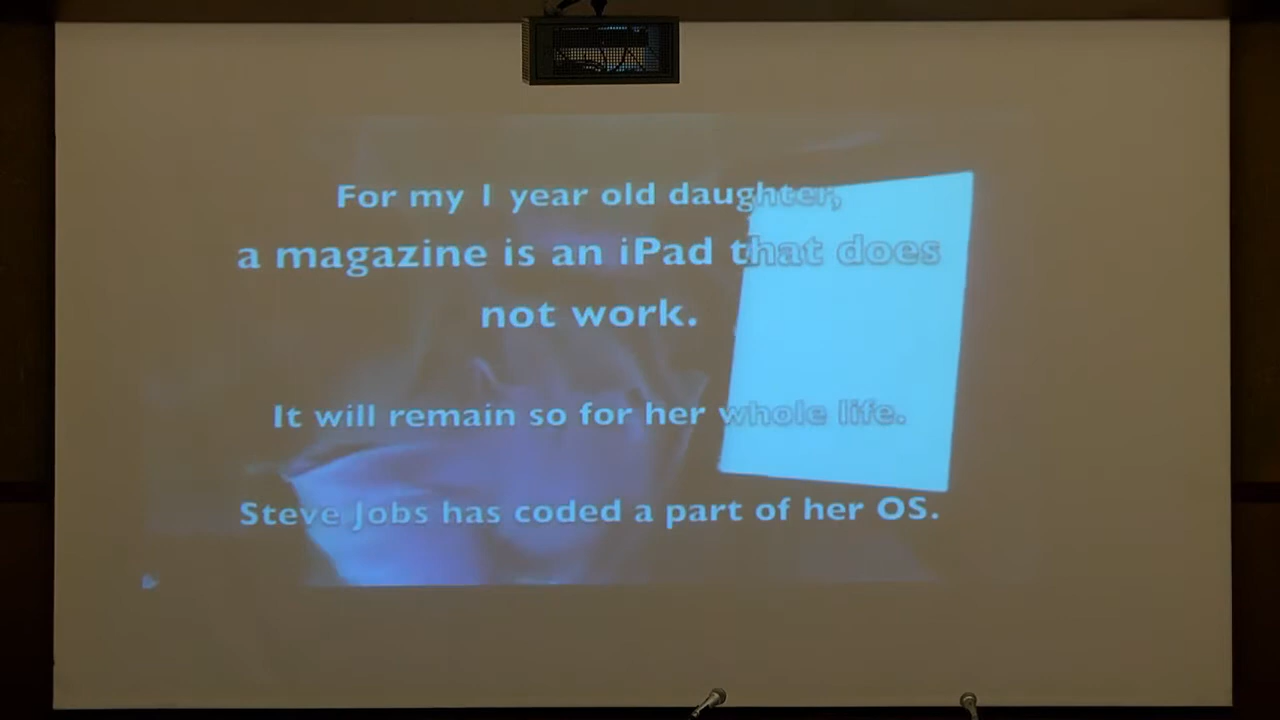 For my 1 year old daughter,
a magazine is an iPad that does
not work.
It will remain so for her whole life.
Steve Jobs has coded a part of her OS.